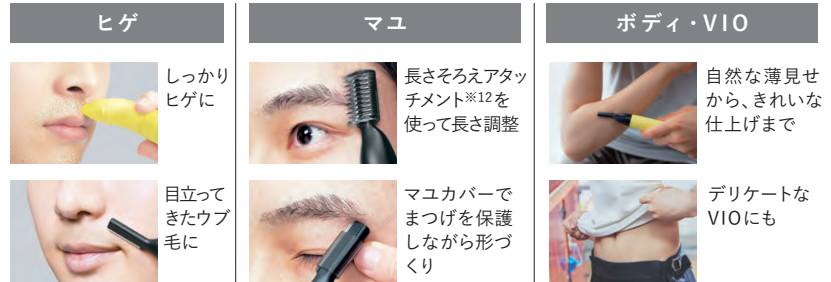 ヒゲ
しっかり
ヒゲに
目立って
きたウブ
毛に
マユ
長さそろえアタッ
チメント※12を
使って長さ調整
マユカバーで
まつげを保護
しながら形づ
くり
ボディ・VIO
自然な薄見せ
から、きれいな
仕上げまで
デリケートな
VIOにも